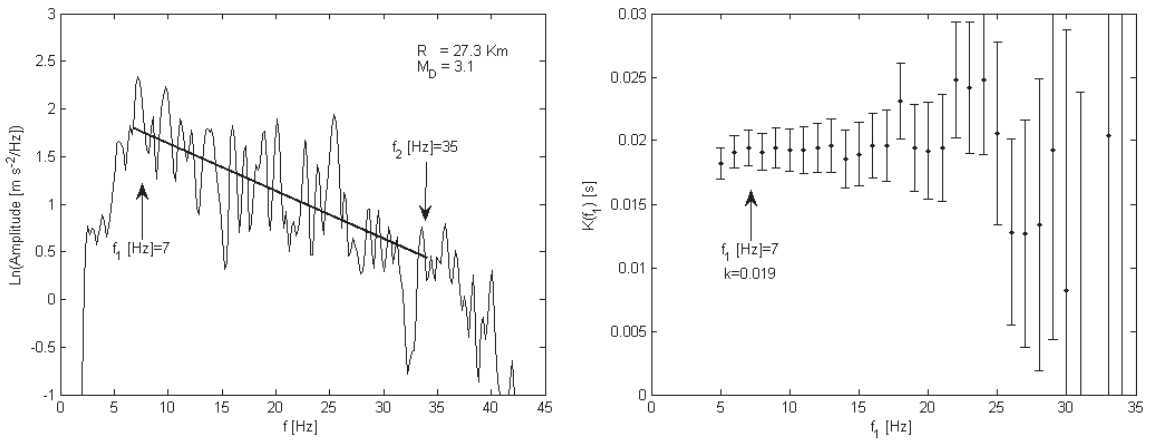 3
2.5
2
1.5
1
0.5
0
-0.5
-1
Ln(Amplitude [m s-2/Hz])
R = 27.3 Km
MD = 3.1
f2 [Hz]=35
f1 [Hz]=7
0 5 10 15 20 25 30 35 40 45
f [Hz]
0.03
0.025
0.02
0.015
0.01
0.005
0
K(f1) [s]
f1 [Hz]=7
k=0.019
0 5 10 15 20 25 30 35
f1 [Hz]